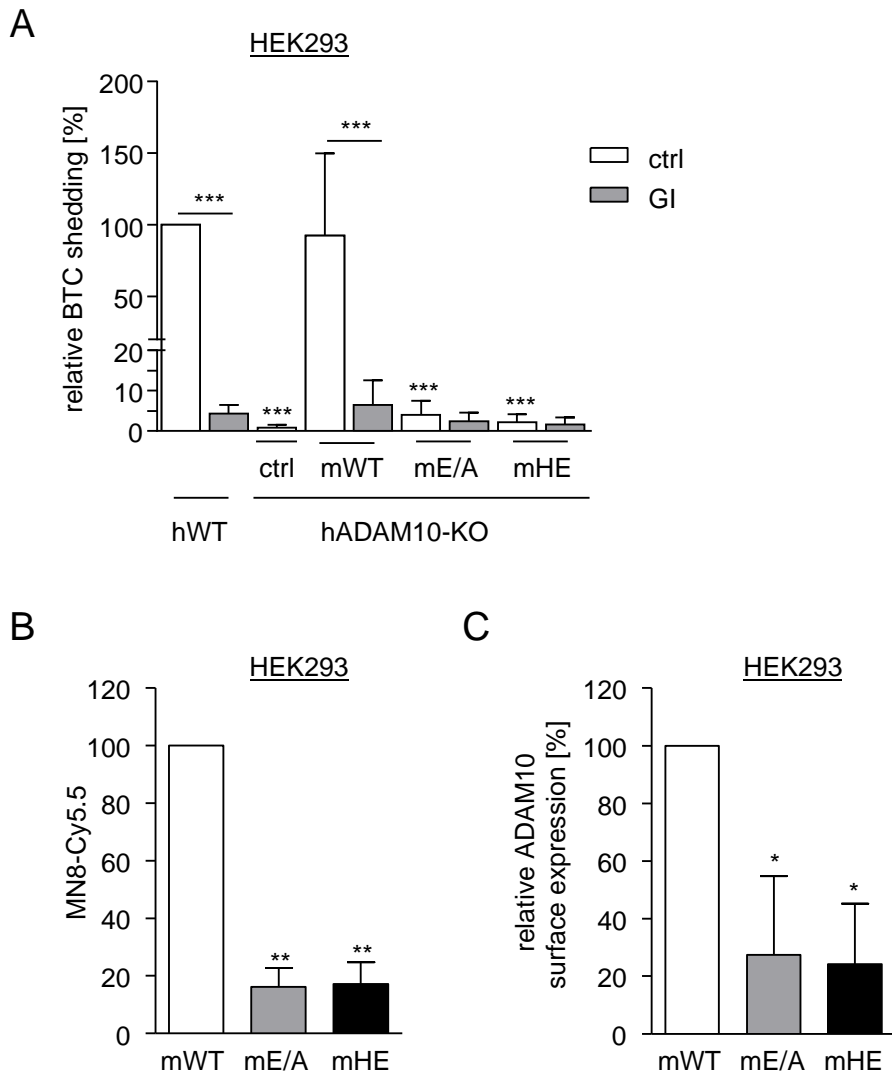 A
HEK293
relative BTC shedding [%]
200
150
100
50
20
10
0
***
***
***
***
***
ctrl
GI
ctrl mWT mE/A mHE
hWT hADAM10-KO
B
HEK293
MN8-Cy5.5
120
100
80
60
40
20
0
**
**
mWT mE/A mHE
C
HEK293
relative ADAM10
surface expression [%]
120
100
80
60
40
20
0
*
*
mWT mE/A mHE